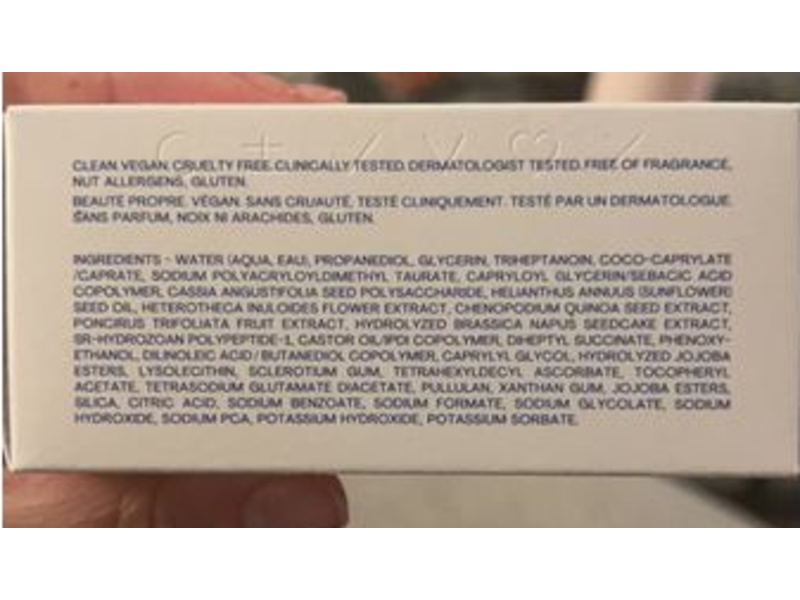 CLEAN. VEGAN. CRUELTY FREE. CLINICALLY TESTED. DERMATOLOGIST TESTED. FREE OF FRAGRANCE,
NUT ALLERGENS, GLUTEN.
BEAUTÉ PROPRE. VÉGAN. SANS CRUAUTÉ. TESTÉ CLINIQUEMENT. TESTÉ PAR UN DERMATOLOGUE.
SANS PARFUM, NOIX NI ARACHIDES, GLUTEN.
INGREDIENTS - WATER (AQUA, EAU), PROPANEDIOL, GLYCERIN, TRIHEPTANOIN, COCO-CAPRYLATE
/CAPRATE, SODIUM POLYACRYLOYLDIMETHYL TAURATE, CAPRYLOYL GLYCERIN/SEBACIC ACID
COPOLYMER, CASSIA ANGUSTIFOLIA SEED POLYSACCHARIDE, HELIANTHUS ANNUUS (SUNFLOWER)
SEED OIL, HETEROTHECA INULOIDES FLOWER EXTRACT, CHENOPODIUM QUINOA SEED EXTRACT,
PONCIRUS TRIFOLIATA FRUIT EXTRACT, HYDROLYZED BRASSICA NAPUS SEEDCAKE EXTRACT,
SR-HYDROZOAN POLYPEPTIDE-1, CASTOR OIL/IPDI COPOLYMER, DIHEPTYL SUCCINATE, PHENOXY-
ETHANOL, DILINOLEIC ACID/BUTANEDIOL COPOLYMER, CAPRYLYL GLYCOL, HYDROLYZED JOJOBA
ESTERS, LYSOLECITHIN, SCLEROTIUM GUM, TETRAHEXYLDECYL ASCORBATE, TOCOPHERYL
ACETATE, TETRASODIUM GLUTAMATE DIACETATE, PULLULAN, XANTHAN GUM, JOJOBA ESTERS,
SILICA, CITRIC ACID, SODIUM BENZOATE, SODIUM FORMATE, SODIUM GLYCOLATE, SODIUM
HYDROXIDE, SODIUM PCA, POTASSIUM HYDROXIDE, POTASSIUM SORBATE.